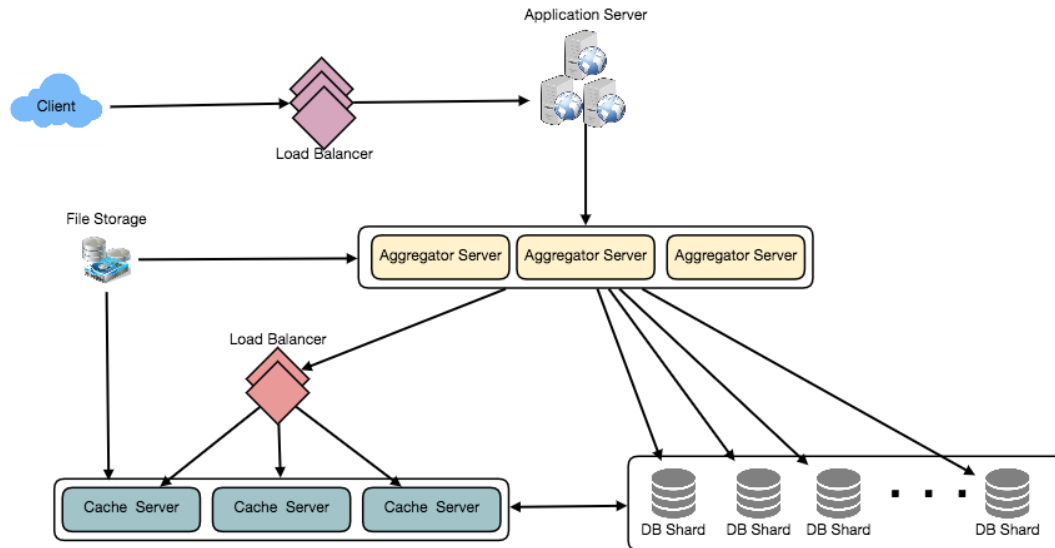 Application Server
Client
Load Balancer
File Storage
Aggregator Server
Aggregator Server
Aggregator Server
Load Balancer
Cache  Server
Cache  Server
Cache  Server
DB Shard
DB Shard
DB Shard
DB Shard